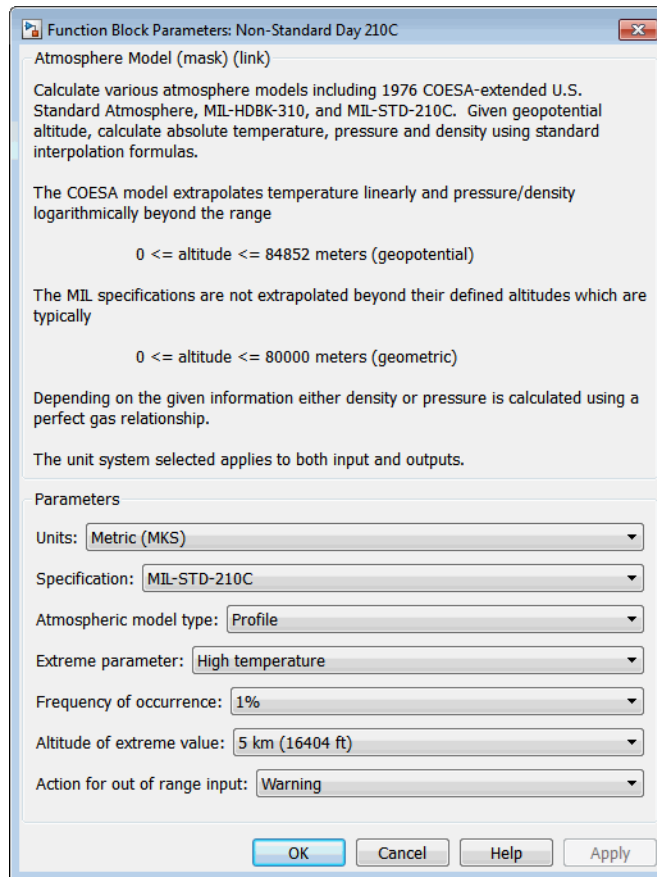 Function Block Parameters: Non-Standard Day 210C
Atmosphere Model (mask) (link)
Calculate various atmosphere models including 1976 COESA-extended U.S.
Standard Atmosphere, MIL-HDBK-310, and MIL-STD-210C.  Given geopotential
altitude, calculate absolute temperature, pressure and density using standard
interpolation formulas.
The COESA model extrapolates temperature linearly and pressure/density
logarithmically beyond the range
0 <= altitude <= 84852 meters (geopotential)
The MIL specifications are not extrapolated beyond their defined altitudes which are
typically
0 <= altitude <= 80000 meters (geometric)
Depending on the given information either density or pressure is calculated using a
perfect gas relationship.
The unit system selected applies to both input and outputs.
Parameters
Units: Metric (MKS)
Specification: MIL-STD-210C
Atmospheric model type: Profile
Extreme parameter: High temperature
Frequency of occurrence: 1%
Altitude of extreme value: 5 km (16404 ft)
Action for out of range input: Warning
OK Cancel Help Apply